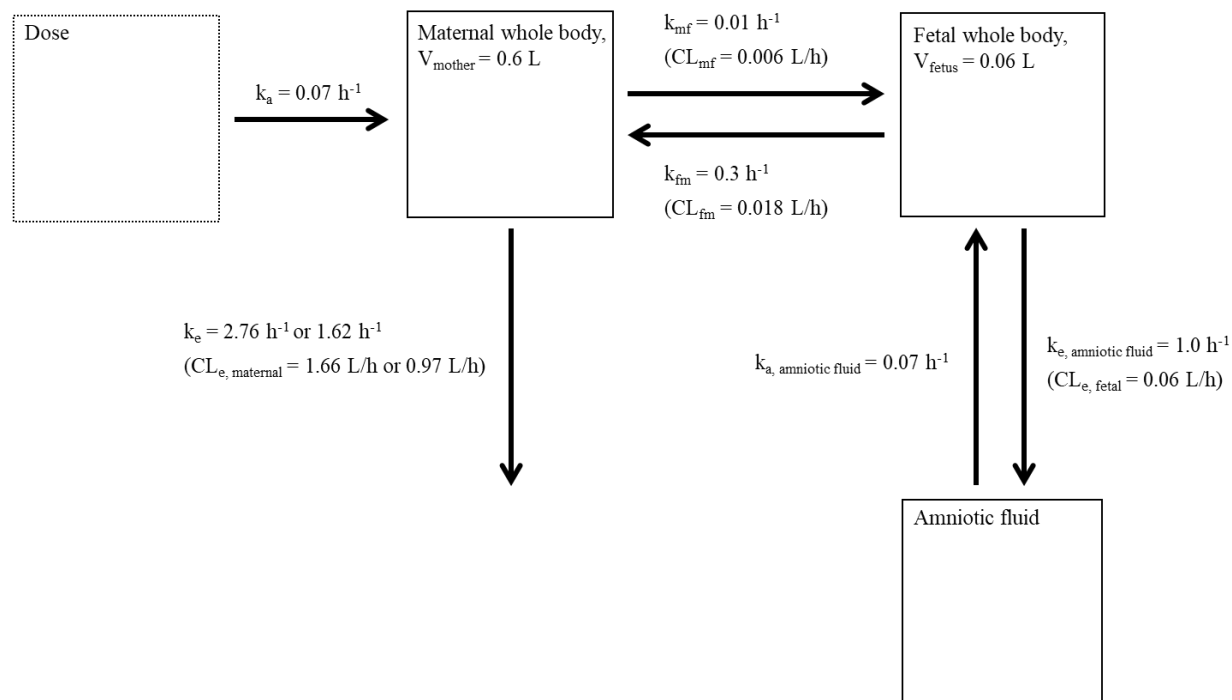 Dose
k_a = 0.07 h⁻¹
Maternal whole body,
V_mother = 0.6 L
k_mf = 0.01 h⁻¹
(CL_mf = 0.006 L/h)
k_fm = 0.3 h⁻¹
(CL_fm = 0.018 L/h)
Fetal whole body,
V_fetus = 0.06 L
k_e = 2.76 h⁻¹ or 1.62 h⁻¹
(CL_e, maternal = 1.66 L/h or 0.97 L/h)
k_a, amniotic fluid = 0.07 h⁻¹
k_e, amniotic fluid = 1.0 h⁻¹
(CL_e, fetal = 0.06 L/h)
Amniotic fluid